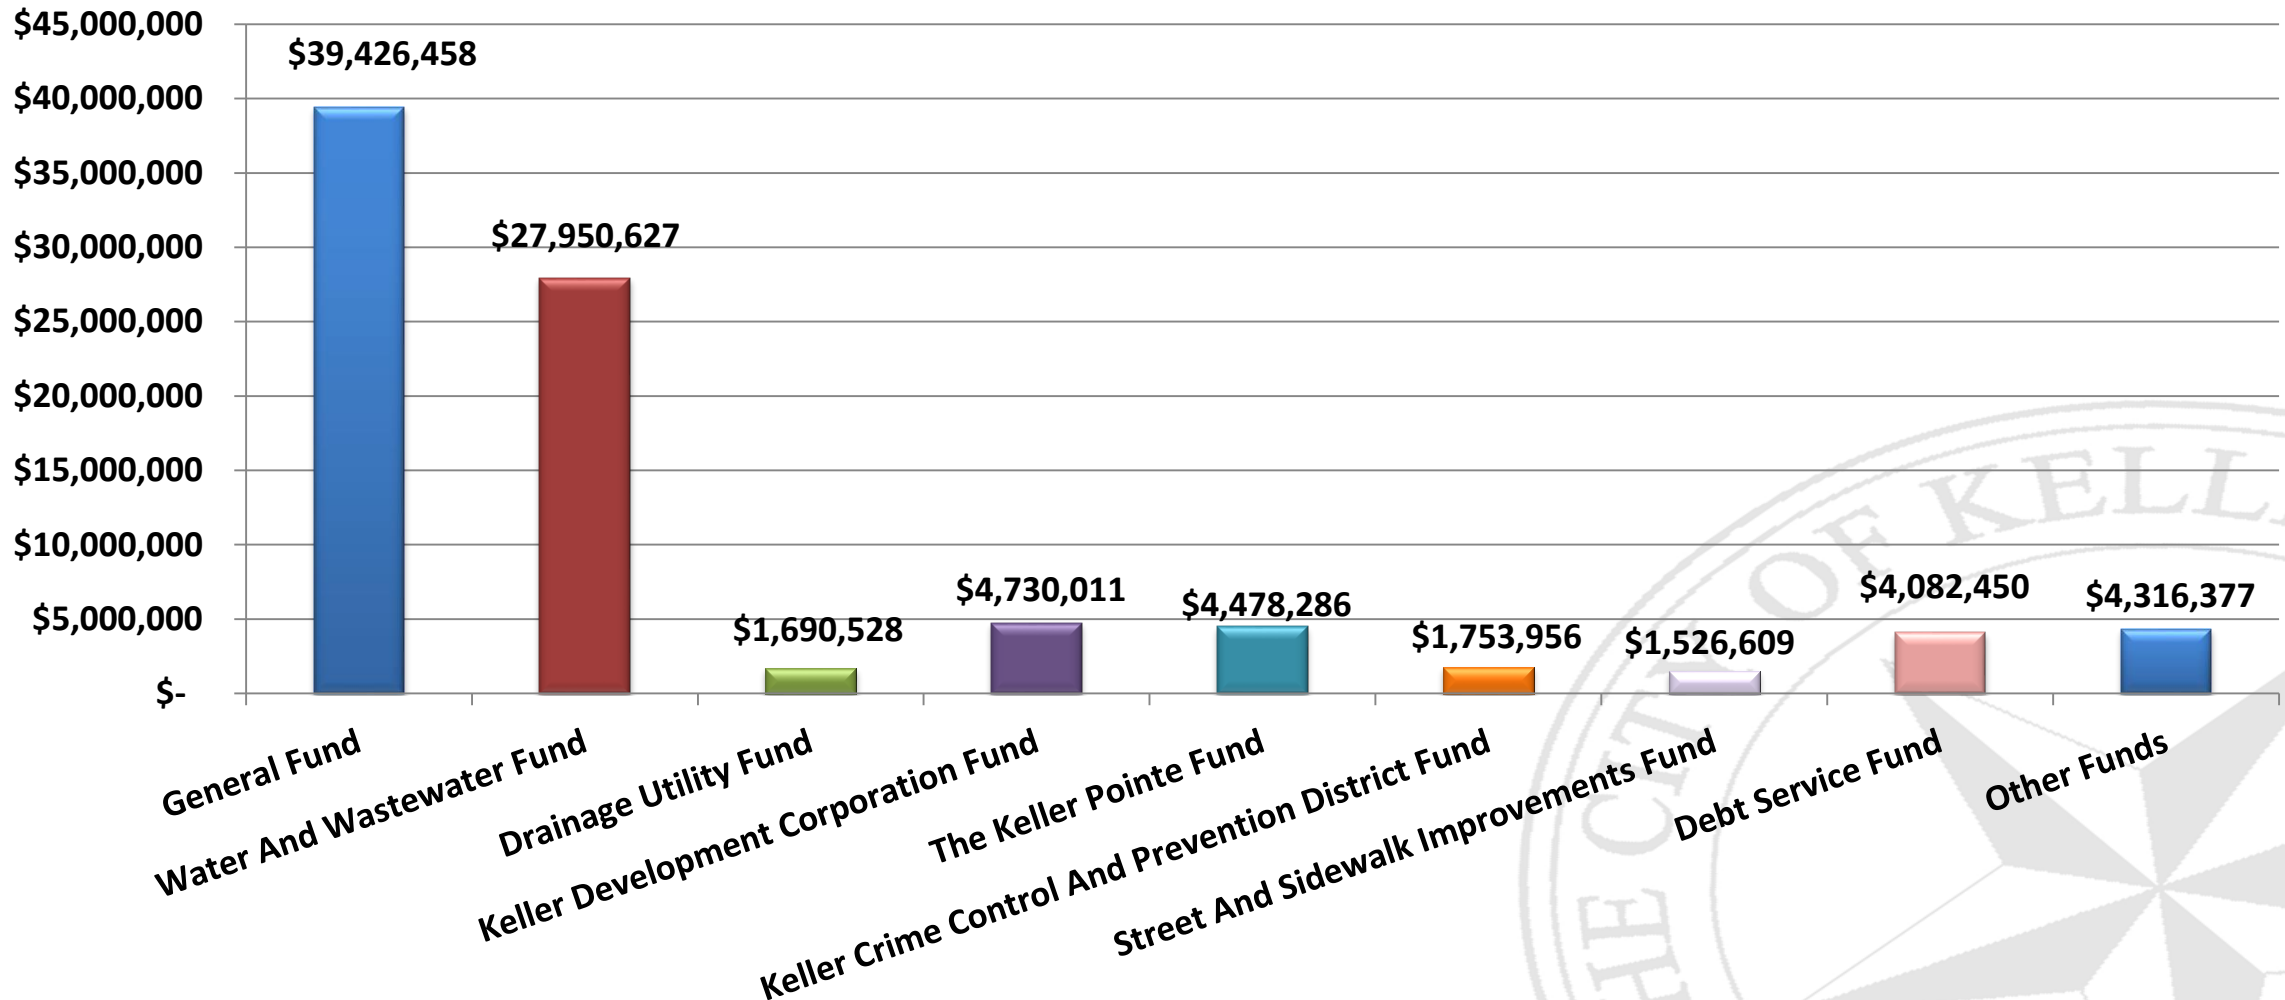 $45,000,000
$40,000,000
$35,000,000
$30,000,000
$25,000,000
$20,000,000
$15,000,000
$10,000,000
$5,000,000
$-
$39,426,458
$27,950,627
$1,690,528
$4,730,011
$4,478,286
$1,753,956
$1,526,609
$4,082,450
$4,316,377
General Fund
Water And Wastewater Fund
Drainage Utility Fund
Keller Development Corporation Fund
The Keller Pointe Fund
Keller Crime Control And Prevention District Fund
Street And Sidewalk Improvements Fund
Debt Service Fund
Other Funds
HE CITY OF KELL